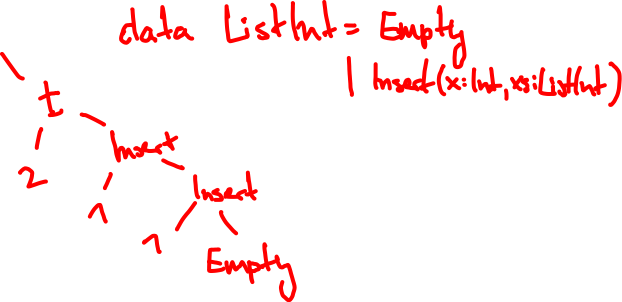 data ListInt = Empty
| Insert(x:Int, xs:ListInt)
t
2
Insert
1
Insert
1
Empty